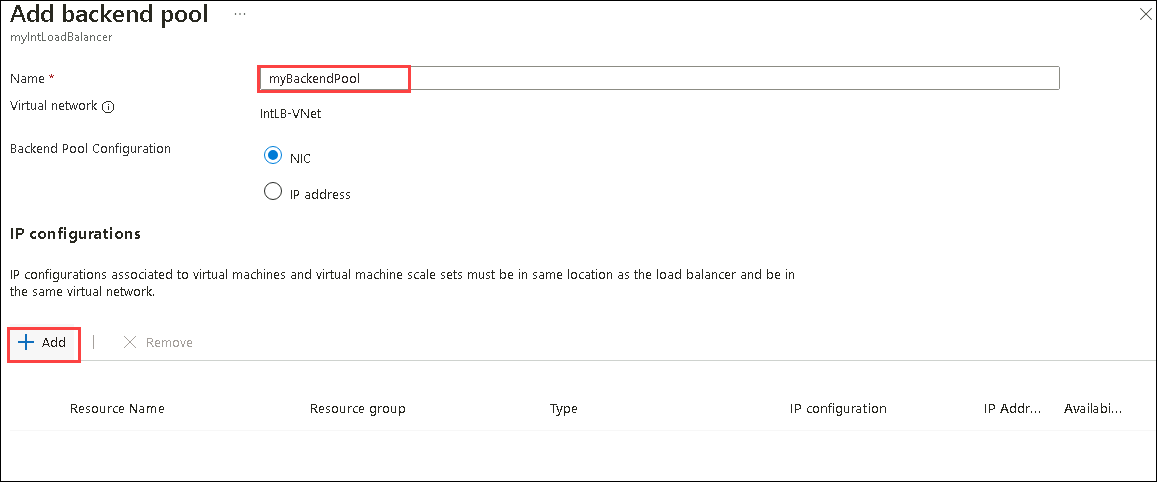 Add backend pool ...
myIntLoadBalancer
Name * myBackendPool
Virtual network IntLB-VNet
Backend Pool Configuration NIC
IP address
IP configurations
IP configurations associated to virtual machines and virtual machine scale sets must be in same location as the load balancer and be in
the same virtual network.
+ Add | Remove
Resource Name Resource group Type IP configuration IP Addr... Availabi...